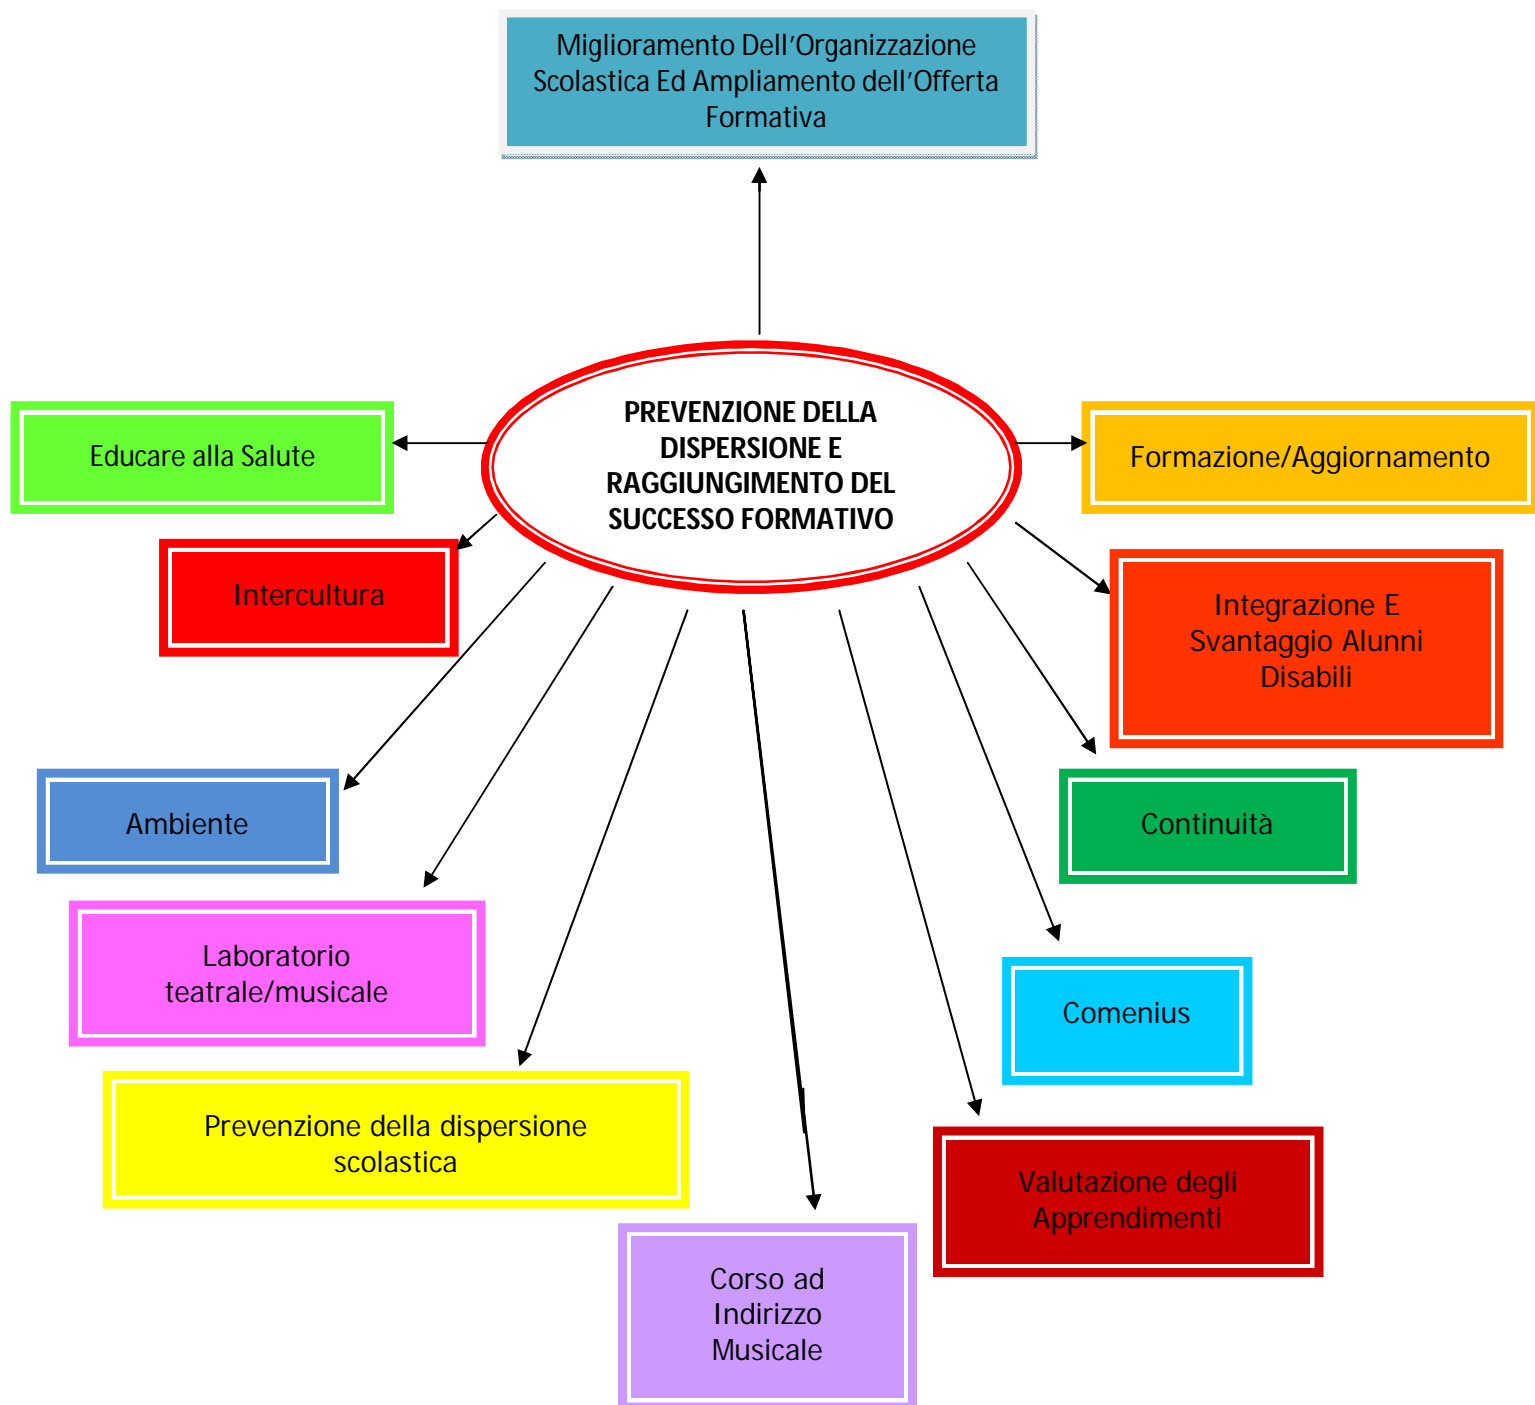 Miglioramento Dell'Organizzazione
Scolastica Ed Ampliamento dell'Offerta
Formativa
PREVENZIONE DELLA
DISPERSIONE E
RAGGIUNGIMENTO DEL
SUCCESSO FORMATIVO
Educare alla Salute
Formazione/Aggiornamento
Intercultura
Integrazione E
Svantaggio Alunni
Disabili
Ambiente
Continuità
Laboratorio
teatrale/musicale
Comenius
Prevenzione della dispersione
scolastica
Valutazione degli
Apprendimenti
Corso ad
Indirizzo
Musicale